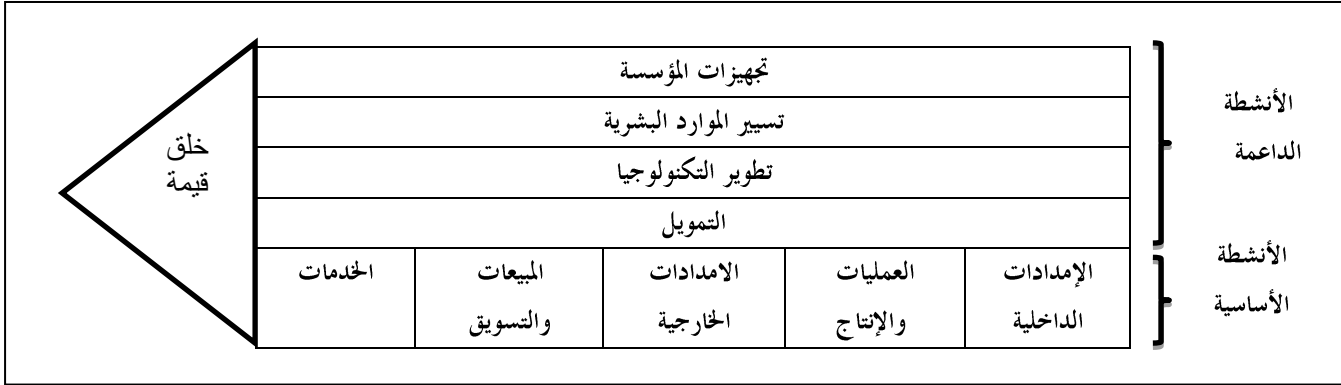 تجهيزات المؤسسة
تسيير الموارد البشرية
تطوير التكنولوجيا
التمويل
الأنشطة
الداعمة
الإمدادات
الداخلية
العمليات
والإنتاج
الامدادات
الخارجية
المبيعات
والتسويق
الخدمات
الأنشطة
الأساسية
خلق
قيمة